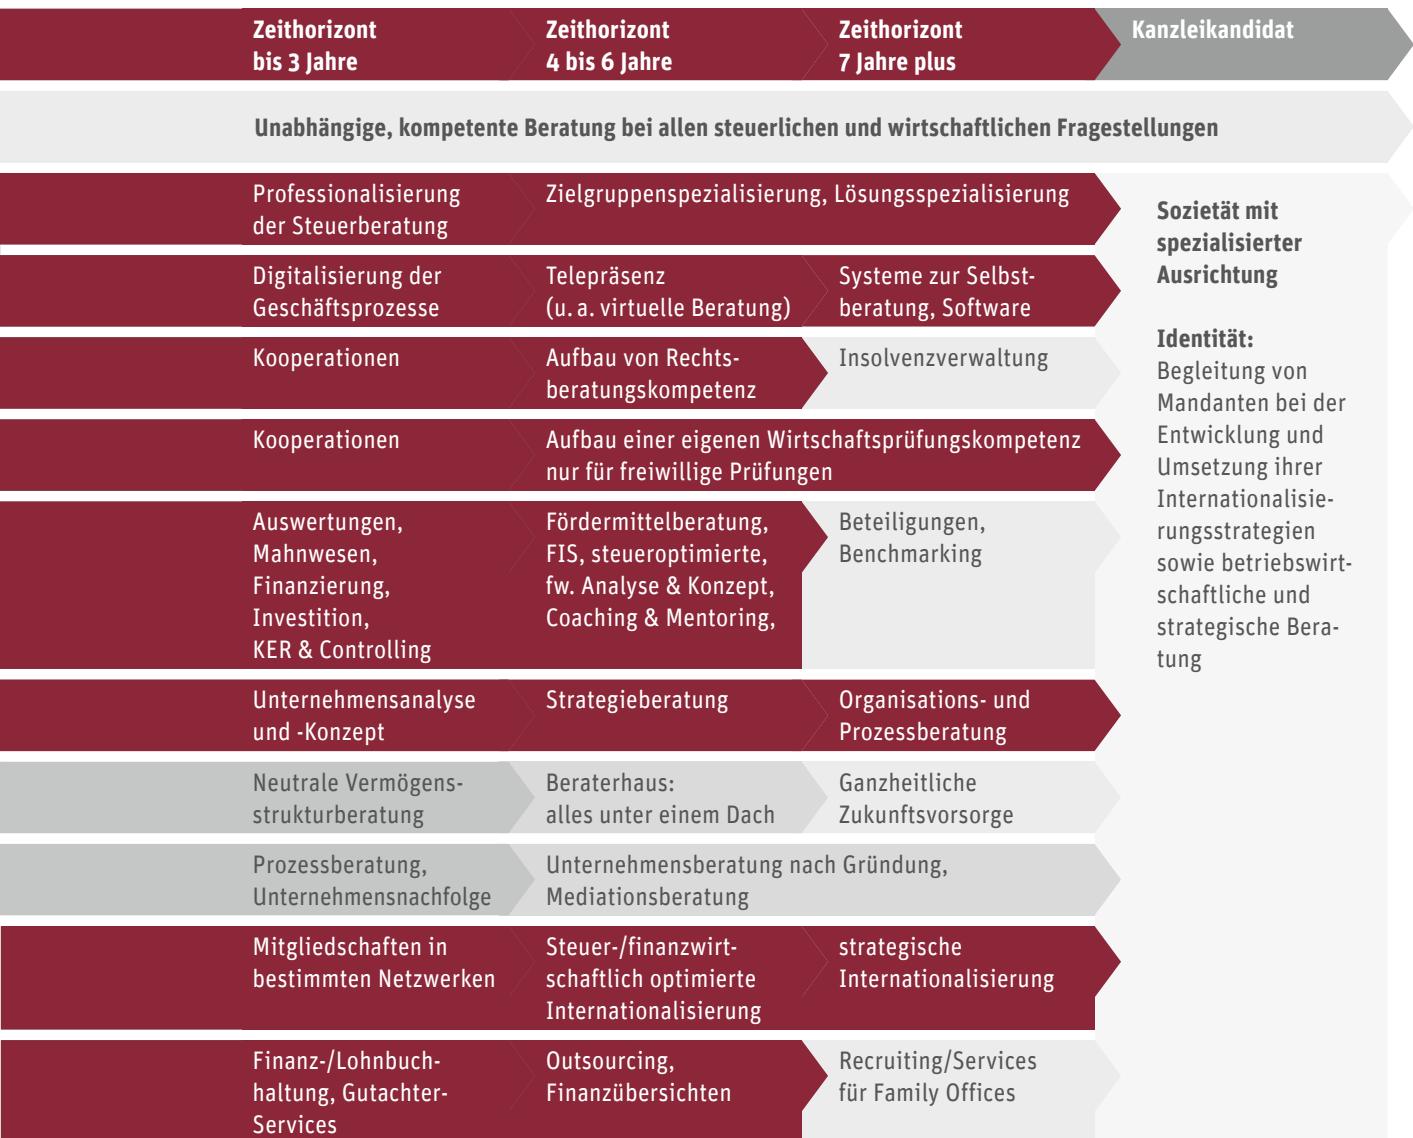 Zeithorizont
bis 3 Jahre
Zeithorizont
4 bis 6 Jahre
Zeithorizont
7 Jahre plus
Kanzleikandidat
Unabhängige, kompetente Beratung bei allen steuerlichen und wirtschaftlichen Fragestellungen
Professionalisierung
der Steuerberatung
Zielgruppenspezialisierung, Lösungsspezialisierung
Digitalisierung der
Geschäftsprozesse
Telepräsenz
(u. a. virtuelle Beratung)
Systeme zur Selbst-
beratung, Software
Kooperationen
Aufbau von Rechts-
beratungskompetenz
Insolvenzverwaltung
Kooperationen
Aufbau einer eigenen Wirtschaftsprüfungskompetenz
nur für freiwillige Prüfungen
Auswertungen,
Mahnwesen,
Finanzierung,
Investition,
KER & Controlling
Fördermittelberatung,
FIS, steueroptimierte,
fw. Analyse & Konzept,
Coaching & Mentoring,
Beteiligungen,
Benchmarking
Unternehmensanalyse
und -Konzept
Strategieberatung
Organisations- und
Prozessberatung
Neutrale Vermögens-
strukturberatung
Beraterhaus:
alles unter einem Dach
Ganzheitliche
Zukunftsvorsorge
Prozessberatung,
Unternehmensnachfolge
Unternehmensberatung nach Gründung,
Mediationsberatung
Mitgliedschaften in
bestimmten Netzwerken
Steuer-/finanzwirt-
schaftlich optimierte
Internationalisierung
strategische
Internationalisierung
Finanz-/Lohnbuch-
haltung, Gutachter-
Services
Outsourcing,
Finanzübersichten
Recruiting/Services
für Family Offices
Sozietät mit
spezialisierter
Ausrichtung
Identität:
Begleitung von
Mandanten bei der
Entwicklung und
Umsetzung ihrer
Internationalisie-
rungsstrategien
sowie betriebswirt-
schaftliche und
strategische Bera-
tung